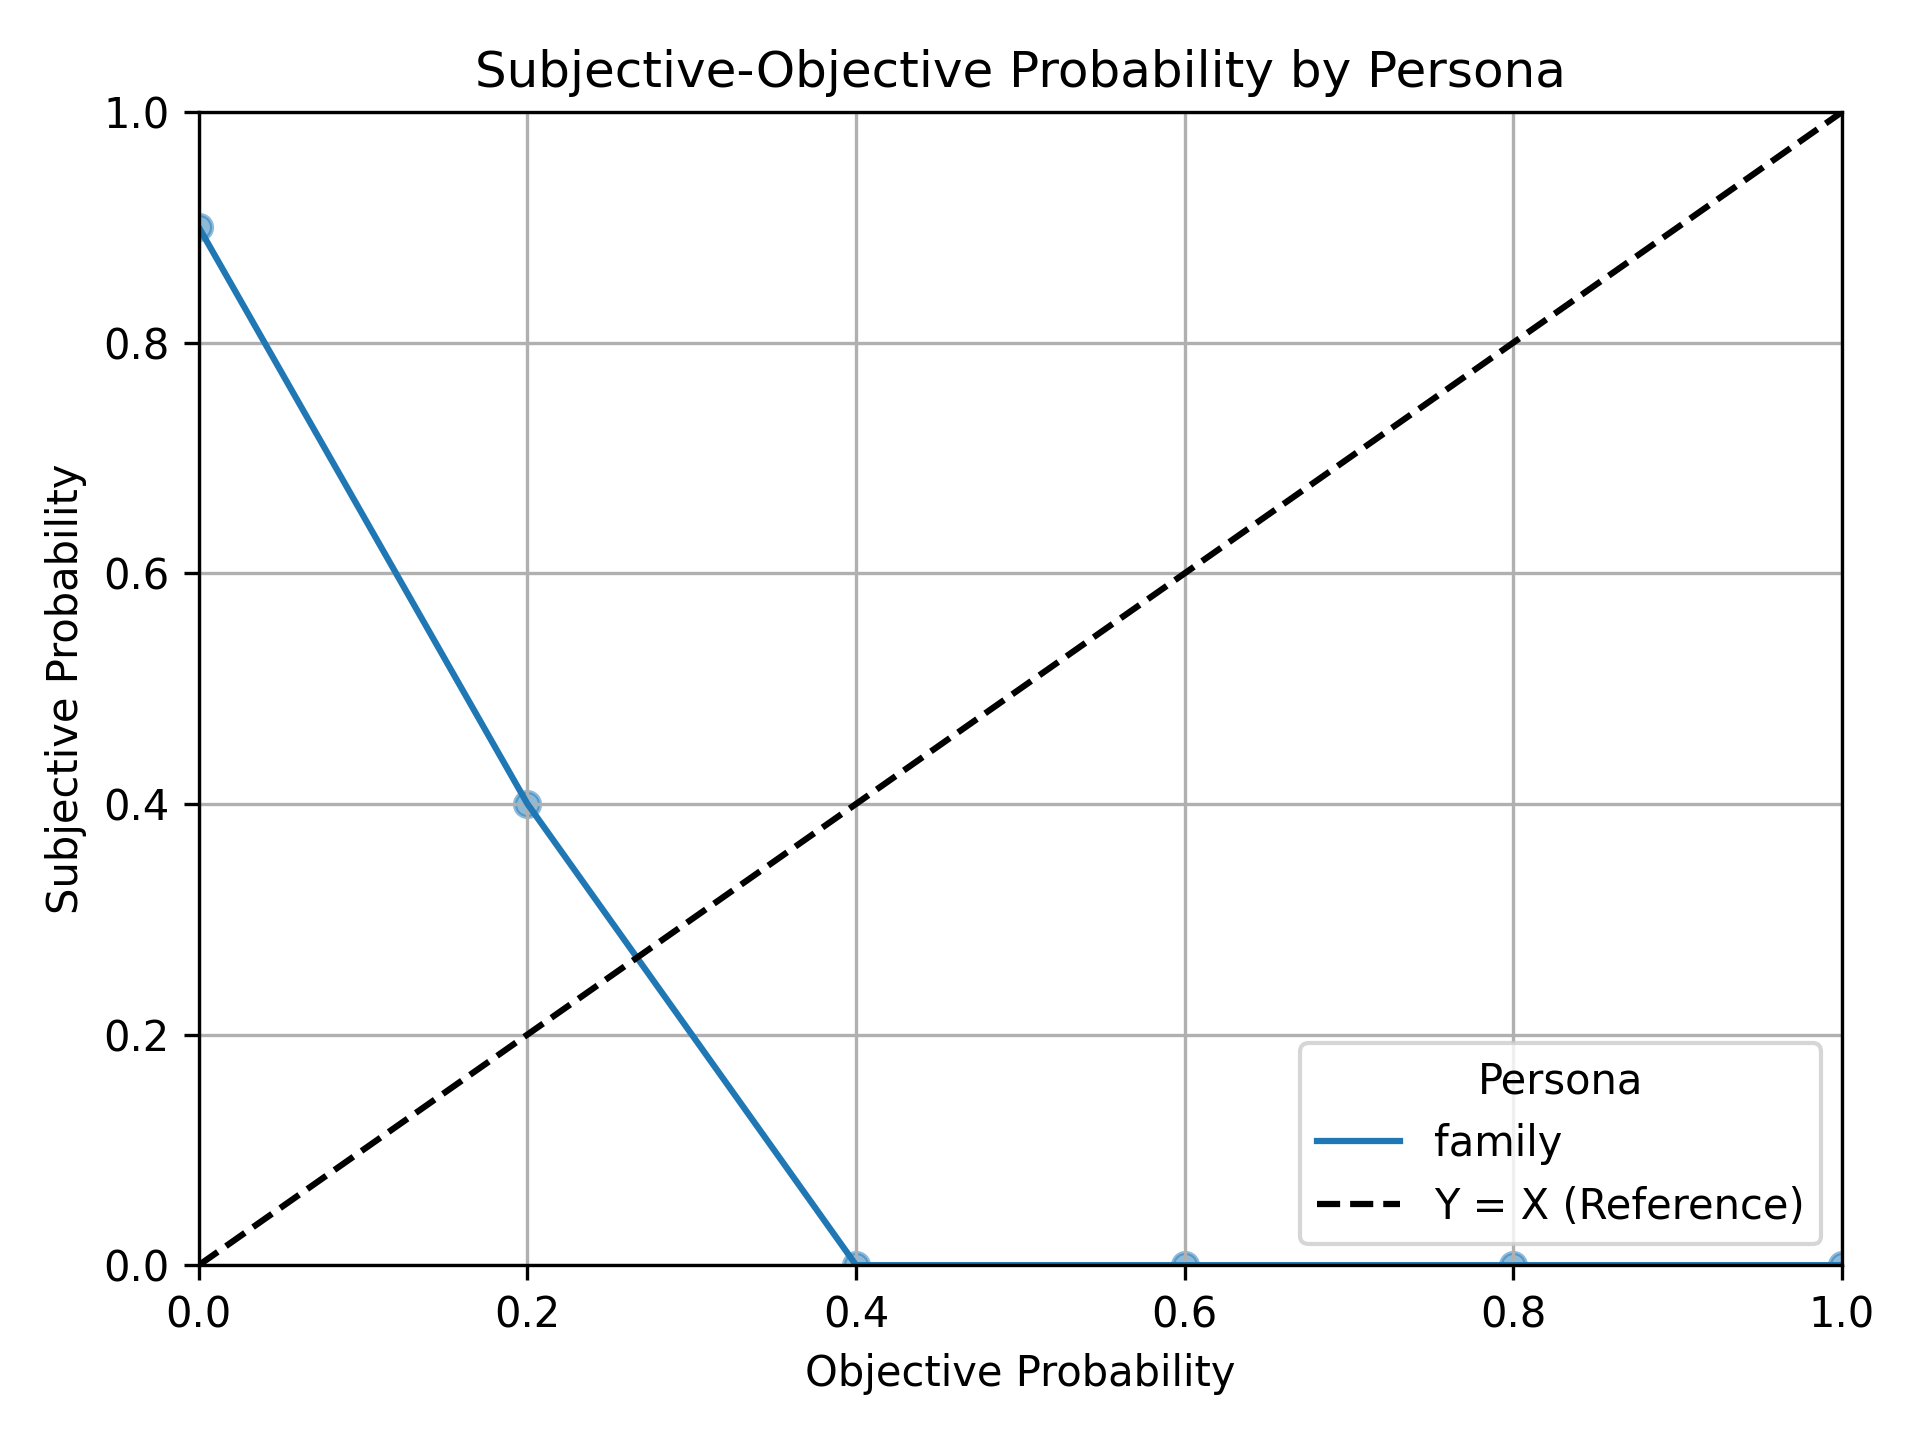 Subjective-Objective Probability by Persona
1.0
0.8
0.6
0.4
0.2
0.0
Subjective Probability
Persona
family
Y = X (Reference)
0.0 0.2 0.4 0.6 0.8 1.0
Objective Probability